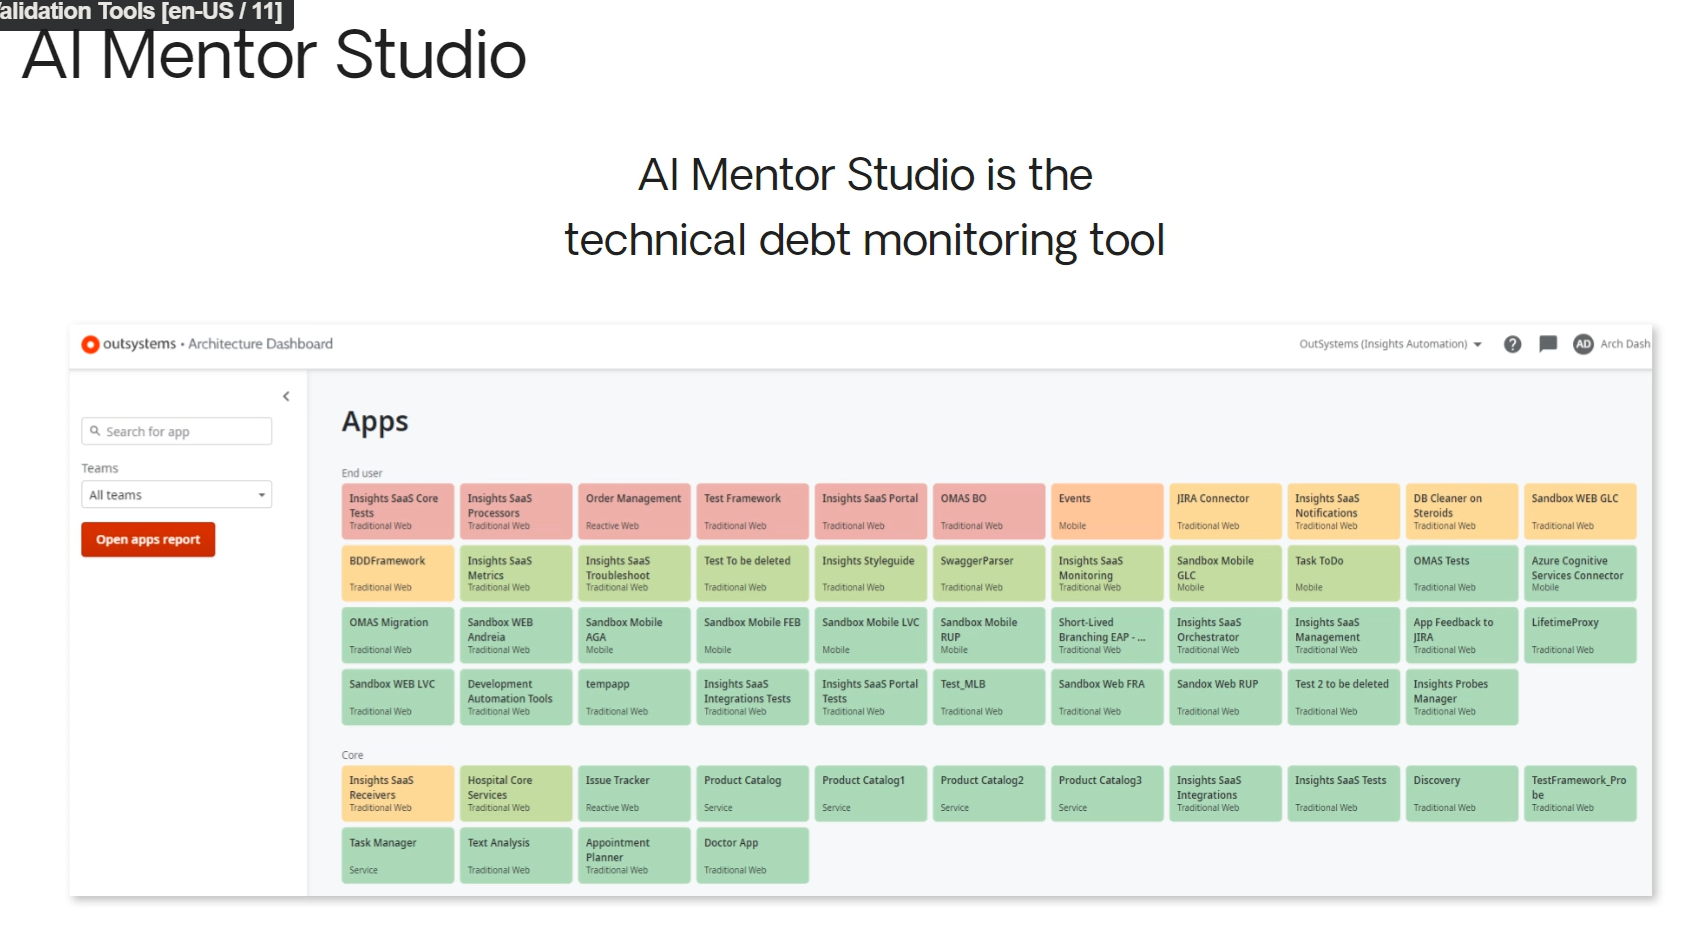 alidation Tools [en-US / 11]
AI Mentor Studio
AI Mentor Studio is the
technical debt monitoring tool
outsystems • Architecture Dashboard
OutSystems (Insights Automation)
?
AD
Arch Dash
Search for app
Teams
All teams
Open apps report
Apps
End user
Insights SaaS Core
Tests
Traditional Web
Insights SaaS
Processors
Traditional Web
Order Management
Reactive Web
Test Framework
Traditional Web
Insights SaaS Portal
Traditional Web
OMAS BO
Traditional Web
Events
Mobile
JIRA Connector
Traditional Web
Insights SaaS
Notifications
Traditional Web
DB Cleaner on
Steroids
Traditional Web
Sandbox WEB GLC
Traditional Web
BDDFramework
Traditional Web
Insights SaaS
Metrics
Traditional Web
Insights SaaS
Troubleshoot
Traditional Web
Test To be deleted
Traditional Web
Insights Styleguide
Traditional Web
SwaggerParser
Traditional Web
Insights SaaS
Monitoring
Traditional Web
Sandbox Mobile
GLC
Mobile
Task ToDo
Mobile
OMAS Tests
Traditional Web
Azure Cognitive
Services Connector
Mobile
OMAS Migration
Traditional Web
Sandbox WEB
Andreia
Traditional Web
Sandbox Mobile
AGA
Mobile
Sandbox Mobile FEB
Mobile
Sandbox Mobile LVC
Mobile
Sandbox Mobile
RUP
Mobile
Short-Lived
Branching EAP - ...
Traditional Web
Insights SaaS
Orchestrator
Traditional Web
Insights SaaS
Management
Traditional Web
App Feedback to
JIRA
Traditional Web
LifetimeProxy
Traditional Web
Sandbox WEB LVC
Traditional Web
Development
Automation Tools
Traditional Web
tempapp
Traditional Web
Insights SaaS
Integrations Tests
Traditional Web
Insights SaaS Portal
Tests
Traditional Web
Test_MLB
Traditional Web
Sandbox Web FRA
Traditional Web
Sandox Web RUP
Traditional Web
Test 2 to be deleted
Traditional Web
Insights Probes
Manager
Traditional Web
Core
Insights SaaS
Receivers
Traditional Web
Hospital Core
Services
Traditional Web
Issue Tracker
Reactive Web
Product Catalog
Service
Product Catalog1
Service
Product Catalog2
Service
Product Catalog3
Service
Insights SaaS
Integrations
Traditional Web
Insights SaaS Tests
Traditional Web
Discovery
Traditional Web
TestFramework_Pro
be
Traditional Web
Task Manager
Service
Text Analysis
Traditional Web
Appointment
Planner
Traditional Web
Doctor App
Traditional Web